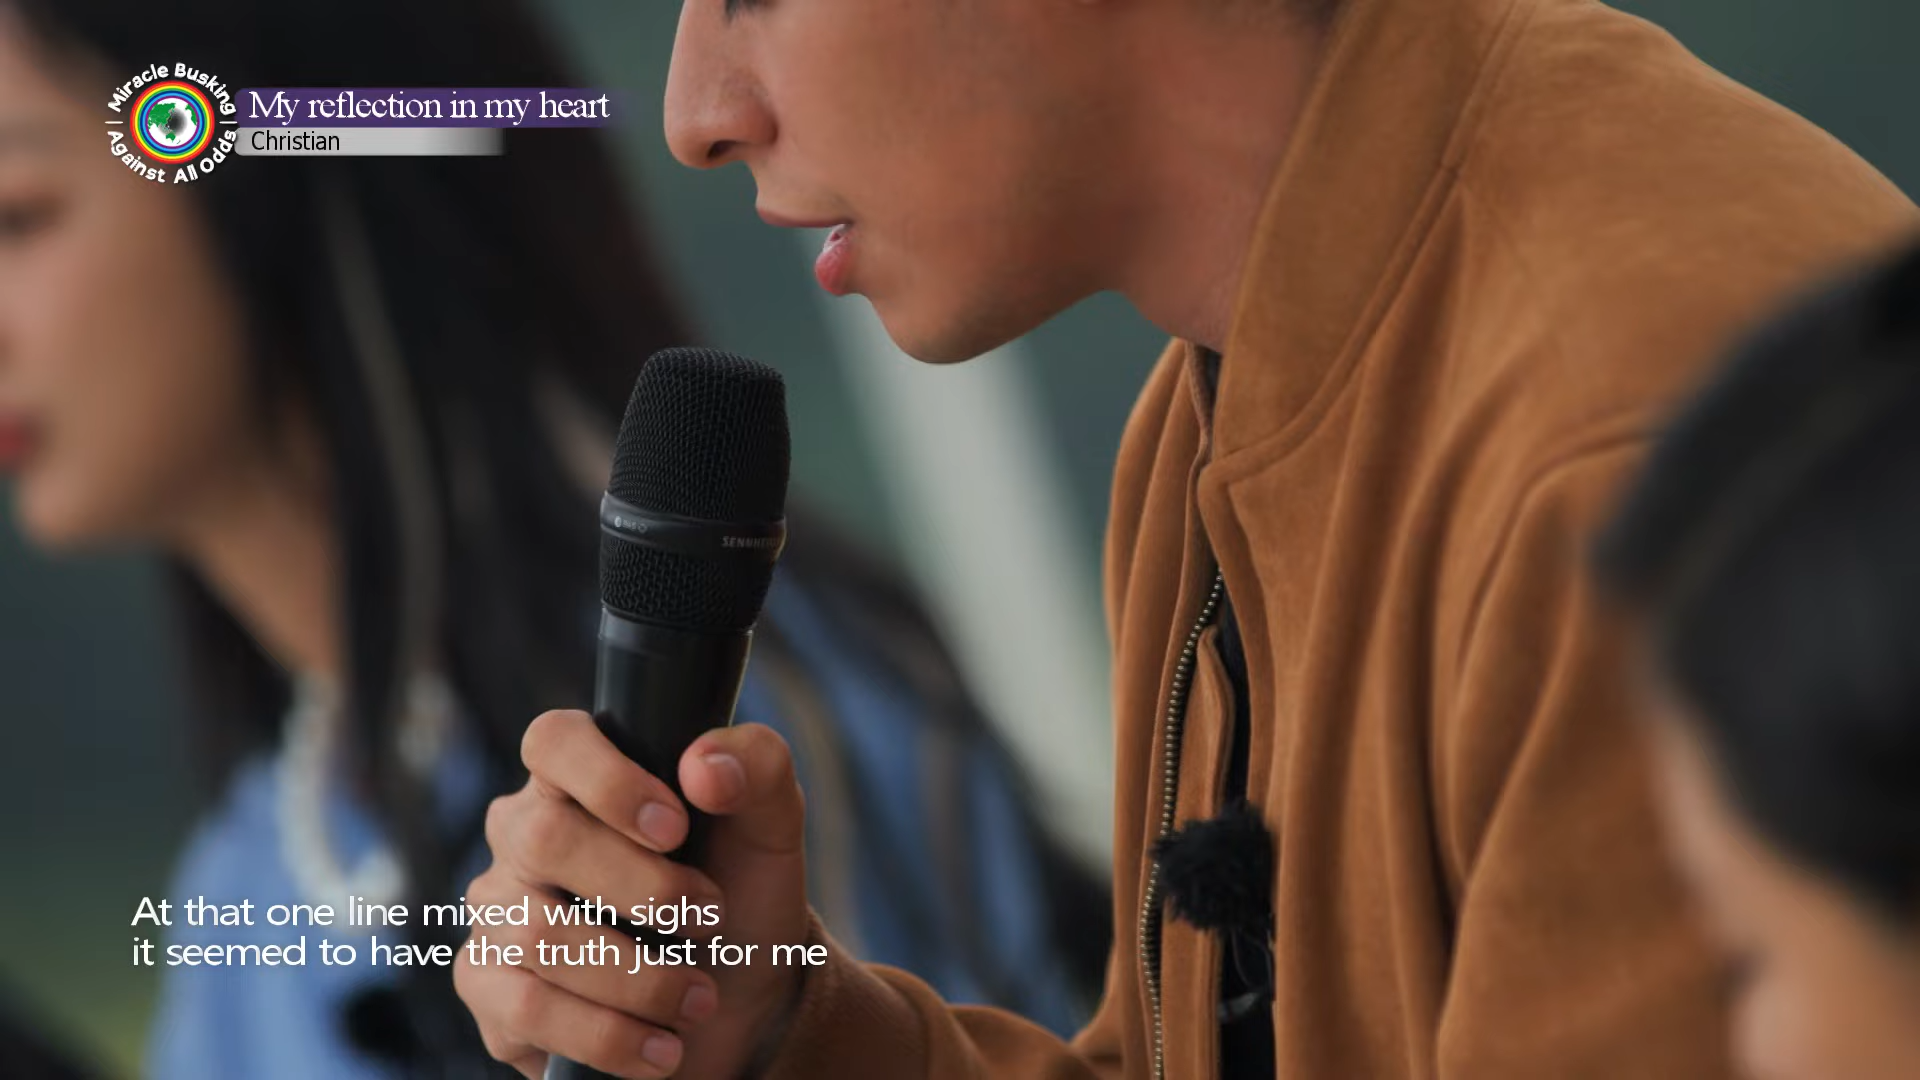 Miracle Busking
Against All Odds
My reflection in my heart
Christian
At that one line mixed with sighs
it seemed to have the truth just for me